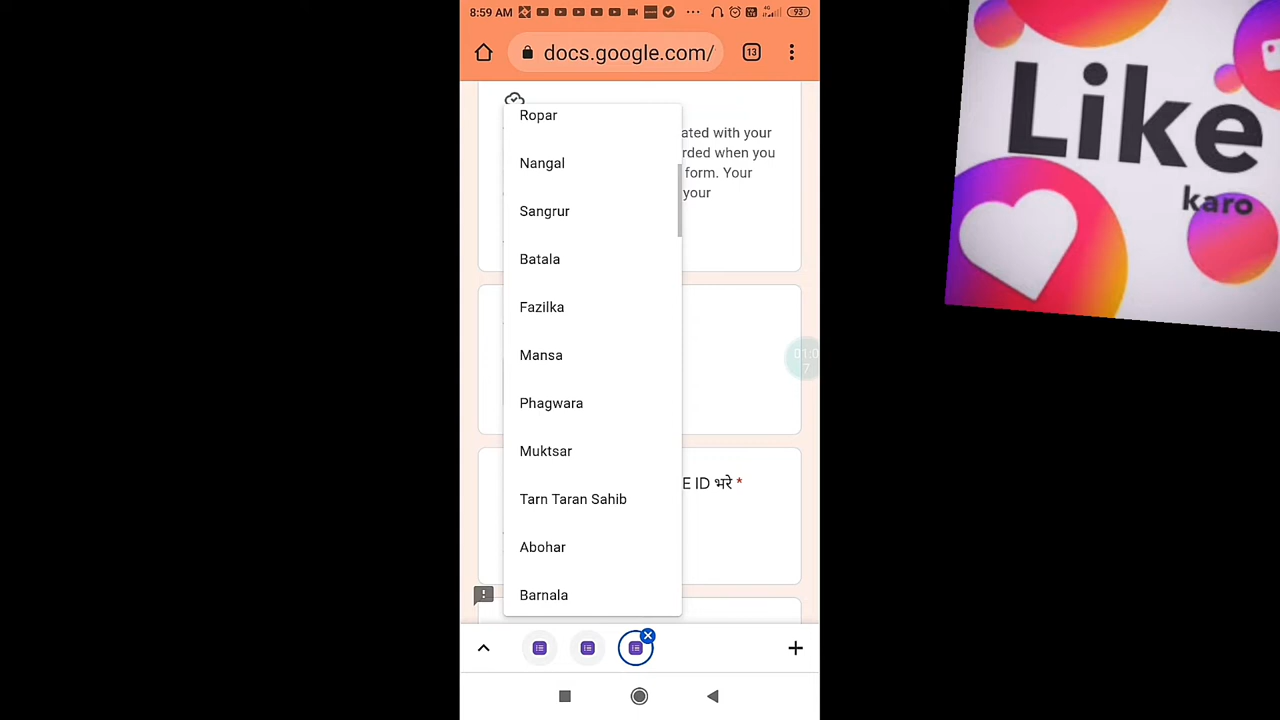 8:59 AM
93
docs.google.com/
13
Ropar
ated with your
Nangal
rded when you
form. Your
your
Sangrur
Batala
Fazilka
Mansa
Phagwara
Muktsar
E ID भरे *
Tarn Taran Sahib
Abohar
Barnala
Like
karo